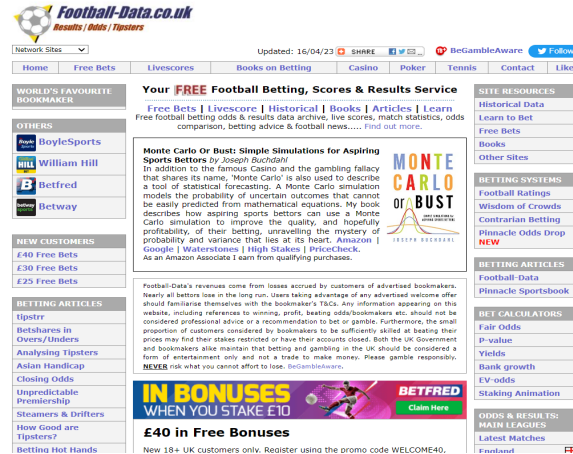 Football-Data.co.uk
Results / Odds / Tipsters
Network Sites
Updated: 16/04/23
SHARE
BeGambleAware
Follow
Home
Free Bets
Livescores
Books on Betting
Casino
Poker
Tennis
Contact
Like
WORLD'S FAVOURITE
BOOKMAKER
OTHERS
BoyleSports
William Hill
Betfred
Betway
NEW CUSTOMERS
£40 Free Bets
£30 Free Bets
£25 Free Bets
BETTING ARTICLES
tipstrr
Betshares in
Overs/Unders
Analysing Tipsters
Asian Handicap
Closing Odds
Unpredictable
Premiership
Steamers & Drifters
How Good are
Tipsters?
Betting Hot Hands
Your FREE Football Betting, Scores & Results Service
Free Bets | Livescore | Historical | Books | Articles | Learn
Free football betting odds & results data archive, live scores, match statistics, odds
comparison, betting advice & football news..... Find out more.
Monte Carlo Or Bust: Simple Simulations for Aspiring
Sports Bettors by Joseph Buchdahl
In addition to the famous Casino and the gambling fallacy
that shares its name, 'Monte Carlo' is also used to describe
a tool of statistical forecasting. A Monte Carlo simulation
models the probability of uncertain outcomes that cannot
be easily predicted from mathematical equations. My book
describes how aspiring sports bettors can use a Monte
Carlo simulation to improve the quality, and hopefully
profitability, of their betting, unravelling the mystery of
probability and variance that lies at its heart. Amazon |
Google | Waterstones | High Stakes | PriceCheck.
As an Amazon Associate I earn from qualifying purchases.
MONTE
CARLO
OR BUST
JOSEPH BUCHDAHL
Football-Data's revenues come from losses accrued by customers of advertised bookmakers.
Nearly all bettors lose in the long run. Users taking advantage of any advertised welcome offer
should familiarise themselves with the bookmaker's T&Cs. Any information appearing on this
website, including references to winning, profit, beating odds/bookmakers etc. should not be
considered professional advice or a recommendation to bet or gamble. Furthermore, the small
proportion of customers considered by bookmakers to be sufficiently skilled at beating their
prices may find their stakes restricted or have their accounts closed. Both the UK Government
and bookmakers alike maintain that betting and gambling in the UK should be considered a
form of entertainment only and not a trade to make money. Please gamble responsibly.
NEVER risk what you cannot affort to lose. BeGambleAware.
IN BONUSES
WHEN YOU STAKE £10
BETFRED
Claim Here
£40 in Free Bonuses
New 18+ UK customers only. Register using the promo code WELCOME40,
SITE RESOURCES
Historical Data
Learn to Bet
Free Bets
Books
Other Sites
BETTING SYSTEMS
Football Ratings
Wisdom of Crowds
Contrarian Betting
Pinnacle Odds Drop
NEW
BETTING ARTICLES
Football-Data
Pinnacle Sportsbook
BET CALCULATORS
Fair Odds
P-value
Yields
Bank growth
EV-odds
Staking Animation
ODDS & RESULTS:
MAIN LEAGUES
Latest Matches
England